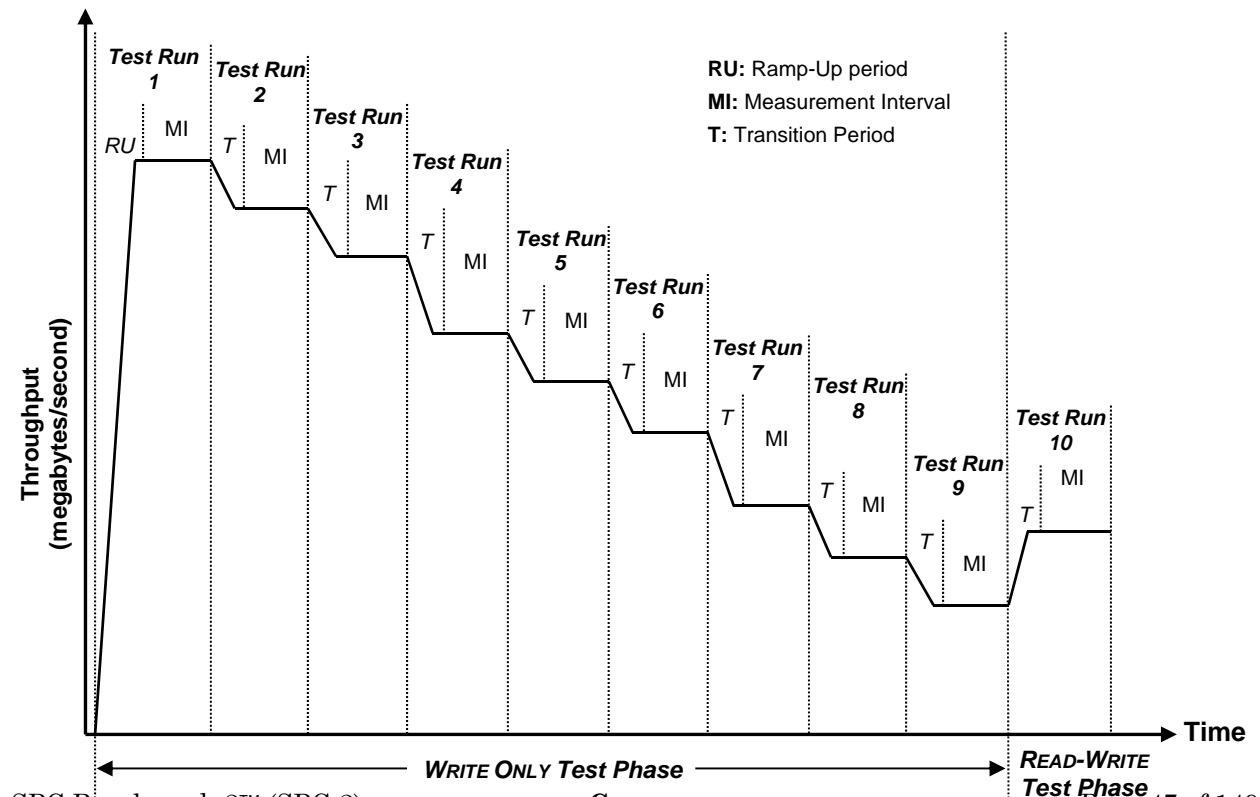 Test Run
1
Test Run
2
Test Run
3
Test Run
4
Test Run
5
Test Run
6
Test Run
7
Test Run
8
Test Run
9
Test Run
10
RU: Ramp-Up period
MI: Measurement Interval
T: Transition Period
RU
MI
T
MI
T
MI
T
MI
T
MI
T
MI
T
MI
T
MI
T
MI
T
MI
Throughput
(megabytes/second)
Time
WRITE ONLY Test Phase
READ-WRITE
Test Phase